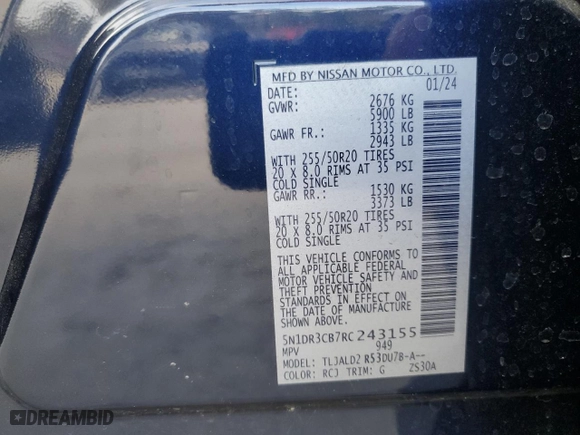 MFD BY NISSAN MOTOR CO., LTD.
DATE: 01/24
GVWR: 2676 KG
5900 LB
GAWR FR.: 1335 KG
2943 LB
WITH 255/50R20 TIRES
20 x 8.0 RIMS AT 35 PSI
COLD SINGLE
GAWR RR.: 1530 KG
3373 LB
WITH 255/50R20 TIRES
20 x 8.0 RIMS AT 35 PSI
COLD SINGLE
THIS VEHICLE CONFORMS TO
ALL APPLICABLE FEDERAL
MOTOR VEHICLE SAFETY AND
THEFT PREVENTION
STANDARDS IN EFFECT ON
THE DATE OF MANUFACTURE
SHOWN ABOVE.
5N1DR3CB7RC243155
MPV 949
MODEL: TLJALD2 R53DU7B-A--
COLOR: RCJ TRIM: G ZS30A
DREAMBID